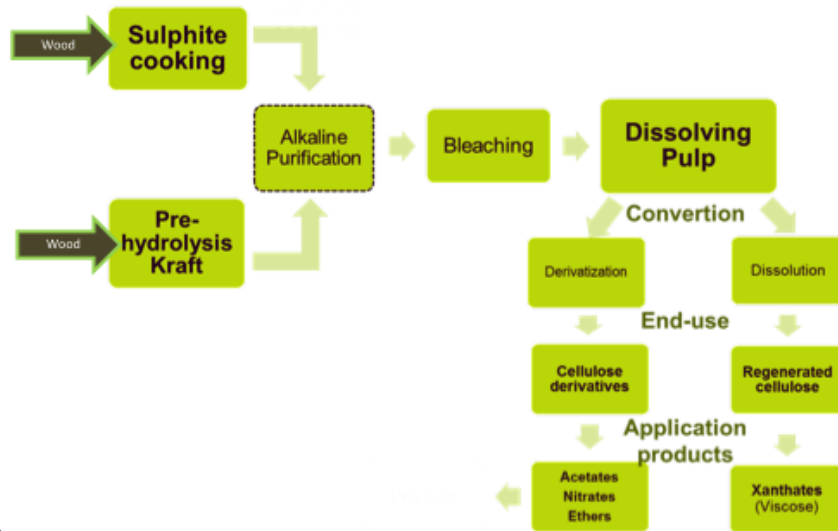 Wood
Sulphite
cooking
Alkaline
Purification
Bleaching
Dissolving
Pulp
Wood
Pre-
hydrolysis
Kraft
Convertion
Derivatization
Dissolution
End-use
Cellulose
derivatives
Regenerated
cellulose
Application
products
Acetates
Nitrates
Ethers
Xanthates
(Viscose)